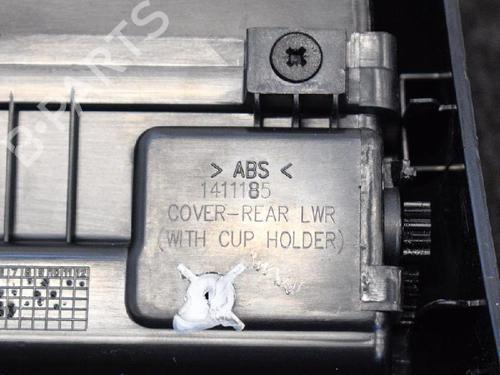 B-PARTS
> ABS <
1411185
COVER-REAR LWR
(WITH CUP HOLDER)